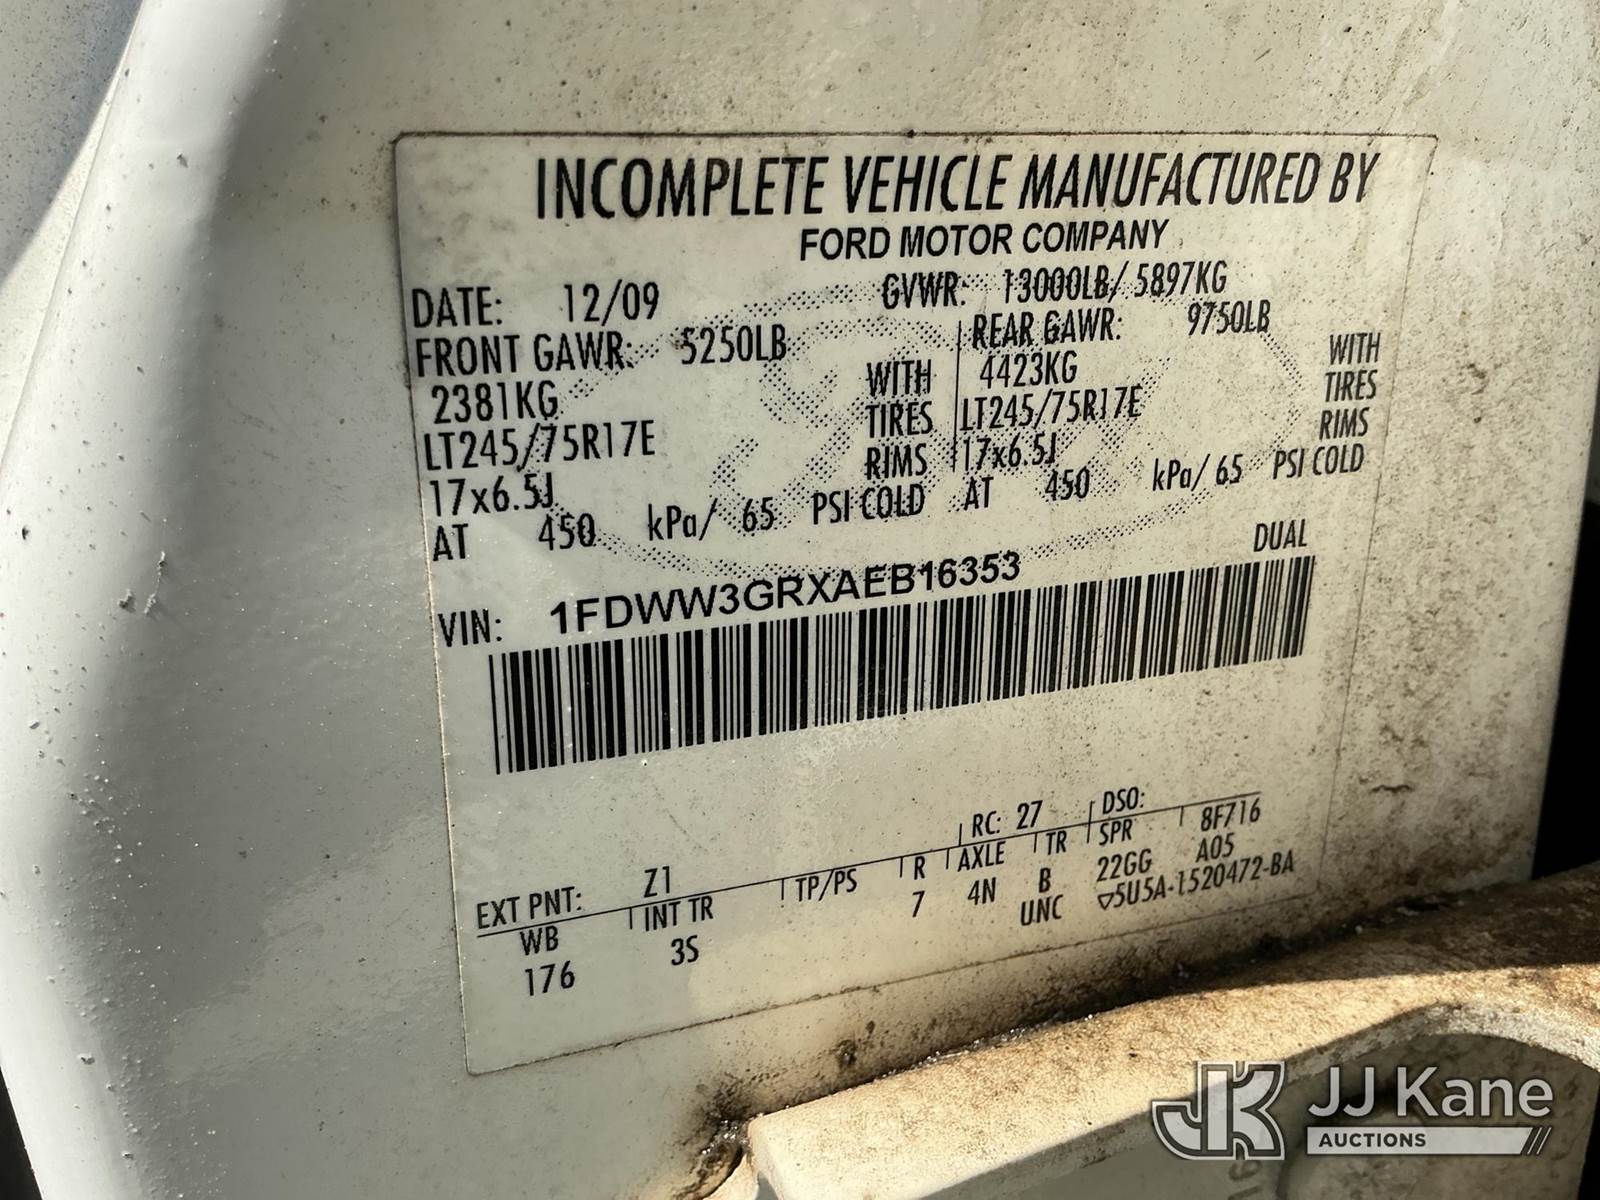 INCOMPLETE VEHICLE MANUFACTURED BY
FORD MOTOR COMPANY
DATE: 12/09 GVWR: 13000LB/ 5897KG
FRONT GAWR: 5250LB REAR GAWR: 9750LB
2381KG WITH 4423KG WITH
LT245/75R17E TIRES LT245/75R17E TIRES
17x6.5J RIMS 17x6.5J RIMS
AT 450 kPa/ 65 PSI COLD AT 450 kPa/ 65 PSI COLD
VIN: 1FDWW3GRXAEB16353 DUAL
EXT PNT: Z1 RC: 27 DSO:
WB INT TR TP/PS R AXLE TR SPR 8F716
176 3S 7 4N B 22GG A05
UNC ▽5U5A-1520472-BA
JK JJ Kane
AUCTIONS